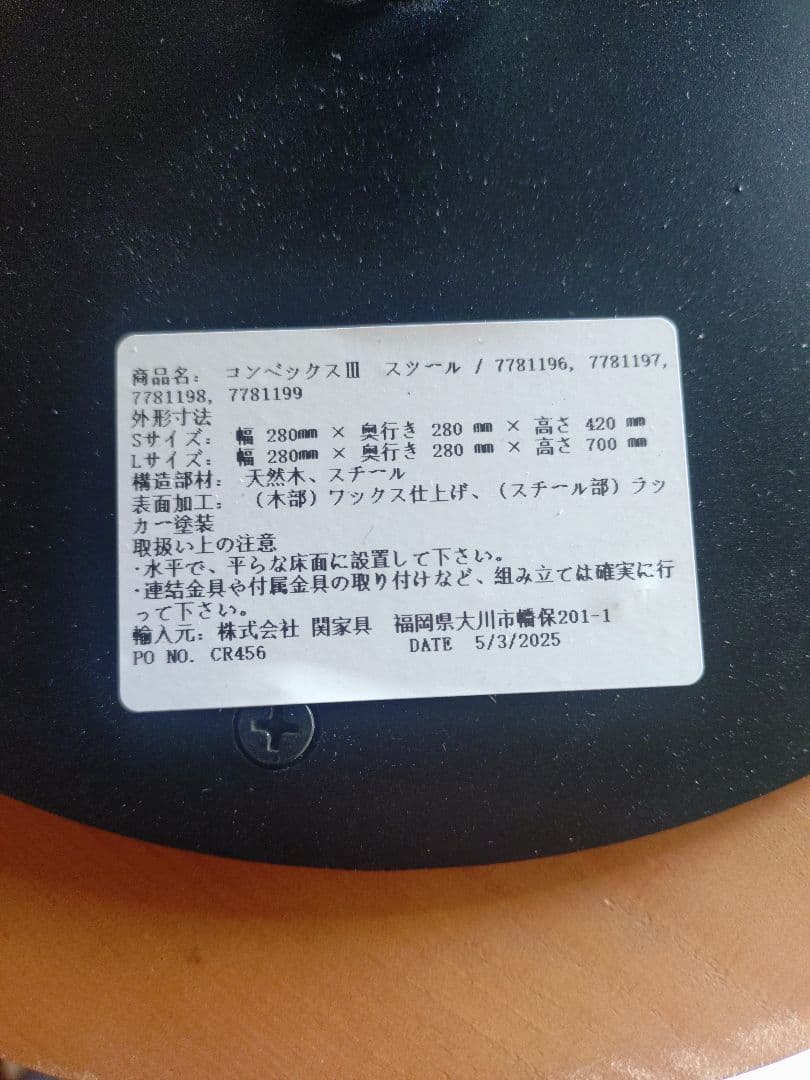 商品名： コンベックスⅢ スツール / 7781196, 7781197,
7781198, 7781199
外形寸法
Sサイズ： 幅 280㎜ × 奥行き 280 ㎜ × 高さ 420 ㎜
Lサイズ： 幅 280㎜ × 奥行き 280 ㎜ × 高さ 700 ㎜
構造部材： 天然木、スチール
表面加工： （木部）ワックス仕上げ、（スチール部）ラッ
カー塗装
取扱い上の注意
・水平で、平らな床面に設置して下さい。
・連結金具や付属金具の取り付けなど、組み立ては確実に行
って下さい。
輸入元：株式会社 関家具 福岡県大川市幡保201-1
PO NO. CR456 DATE 5/3/2025